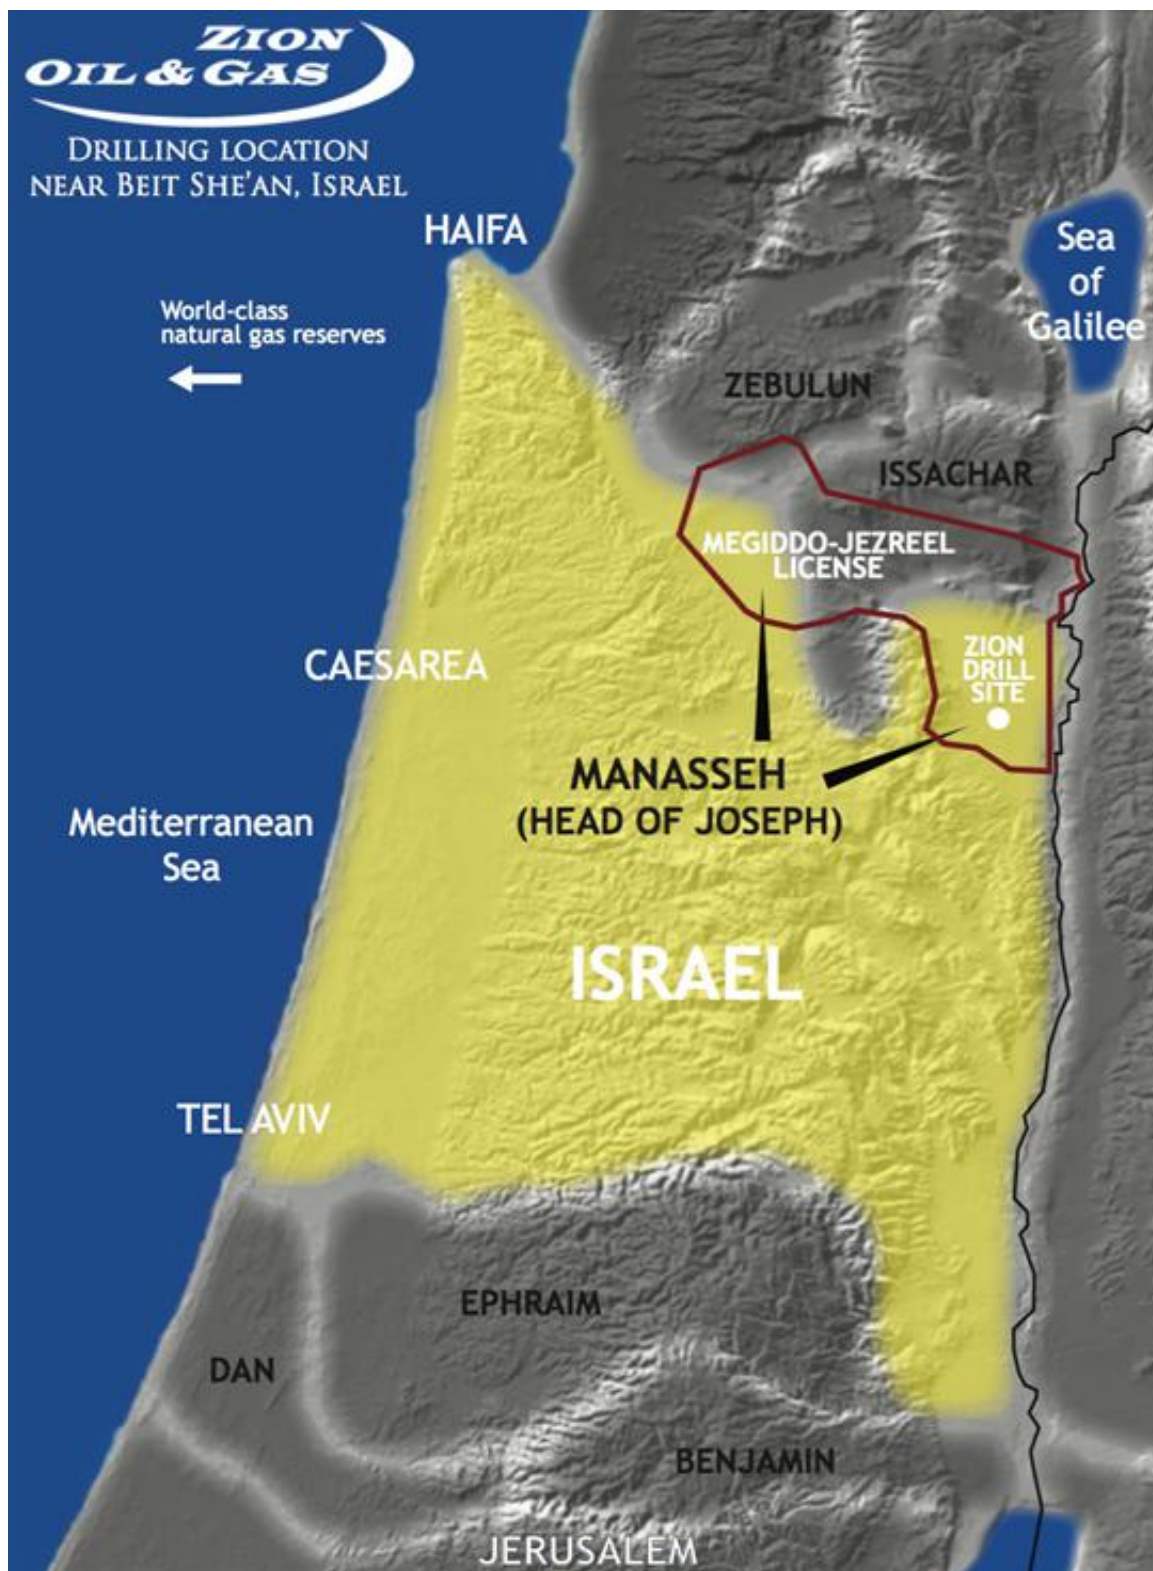 ZION
OIL & GAS
DRILLING LOCATION
NEAR BEIT SHE'AN, ISRAEL
HAIFA
Sea
of
Galilee
World-class
natural gas reserves
ZEBULUN
ISSACHAR
MEGIDDO-JEZREEL
LICENSE
ZION
DRILL
SITE
CAESAREA
MANASSEH
(HEAD OF JOSEPH)
Mediterranean
Sea
ISRAEL
TEL AVIV
EPHRAIM
DAN
BENJAMIN
JERUSALEM